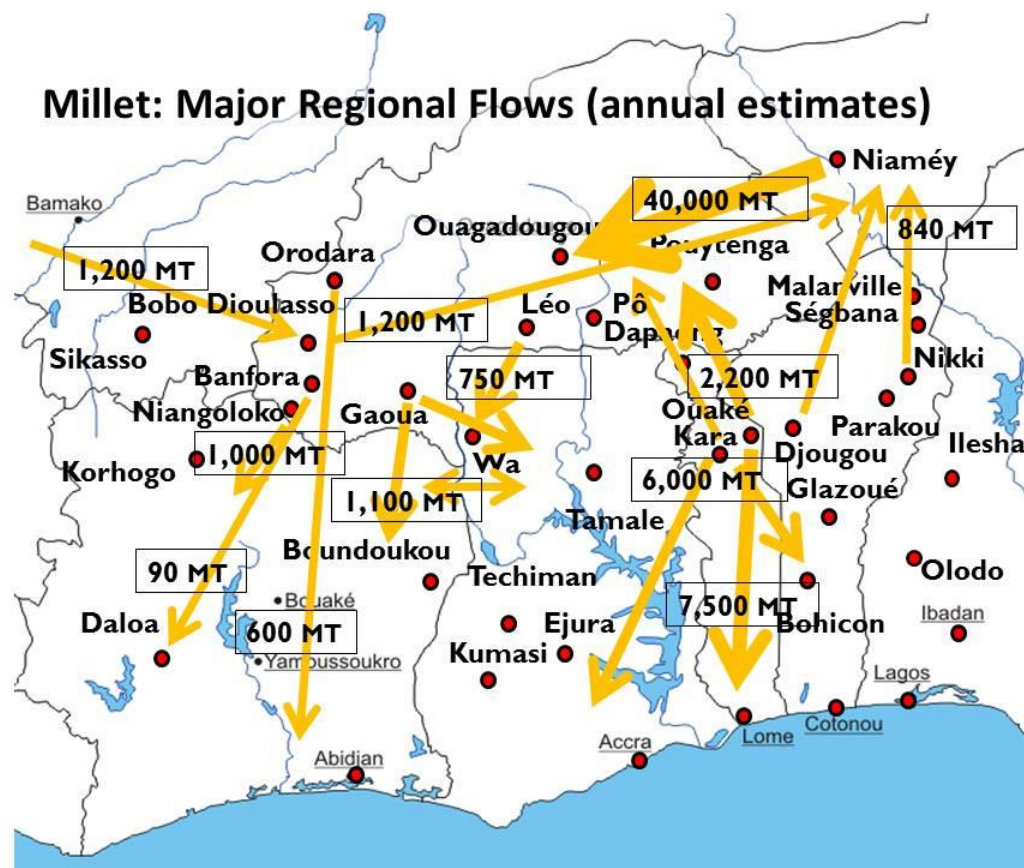 Millet: Major Regional Flows (annual estimates)
Niaméy
Bamako
40,000 MT
Ouagadougou
840 MT
Orodara
Pouytenga
1,200 MT
Malanville
Bobo Dioulasso
Léo
Pô
Ségbana
1,200 MT
Dapaong
Sikasso
Nikki
Banfora
750 MT
2,200 MT
Niangoloko
Gaoua
Ouaké
Parakou
Kara
Ilesha
1,000 MT
Djougou
Korhogo
Wa
6,000 MT
Glazoué
1,100 MT
Tamale
Boundoukou
90 MT
Techiman
Olodo
Bouaké
7,500 MT
Daloa
Ejura
Bohicon
Ibadan
600 MT
Kumasi
Yamoussoukro
Lagos
Cotonou
Accra
Lome
Abidjan